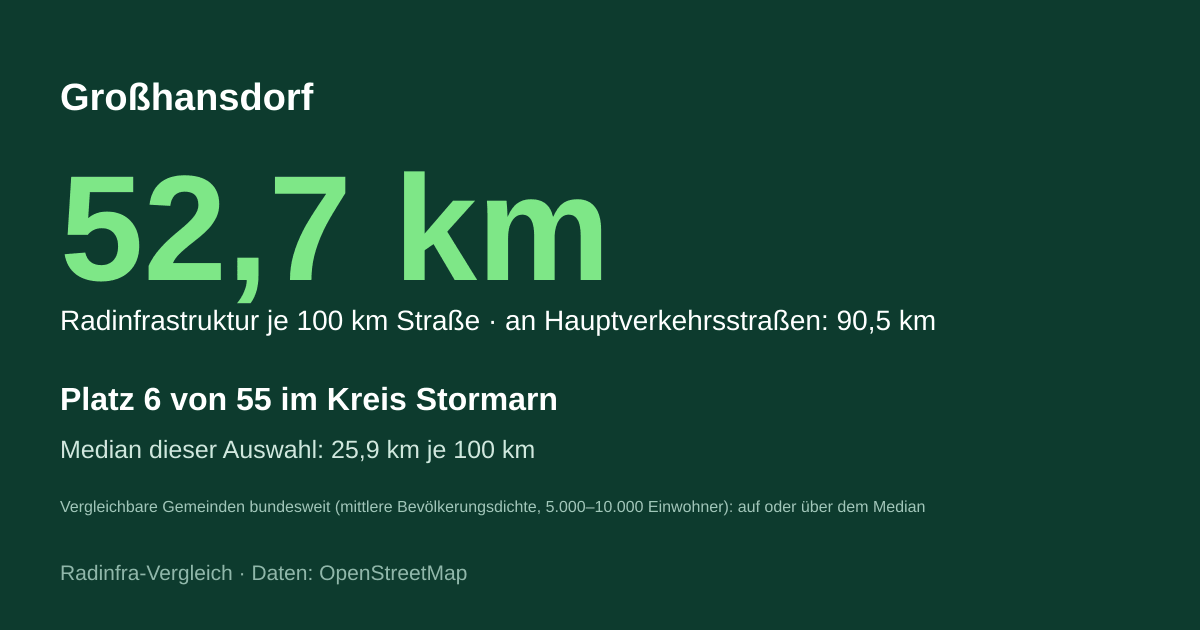 Großhansdorf
52,7 km
Radinfrastruktur je 100 km Straße · an Hauptverkehrsstraßen: 90,5 km
Platz 6 von 55 im Kreis Stormarn
Median dieser Auswahl: 25,9 km je 100 km
Vergleichbare Gemeinden bundesweit (mittlere Bevölkerungsdichte, 5.000–10.000 Einwohner): auf oder über dem Median
Radinfra-Vergleich · Daten: OpenStreetMap